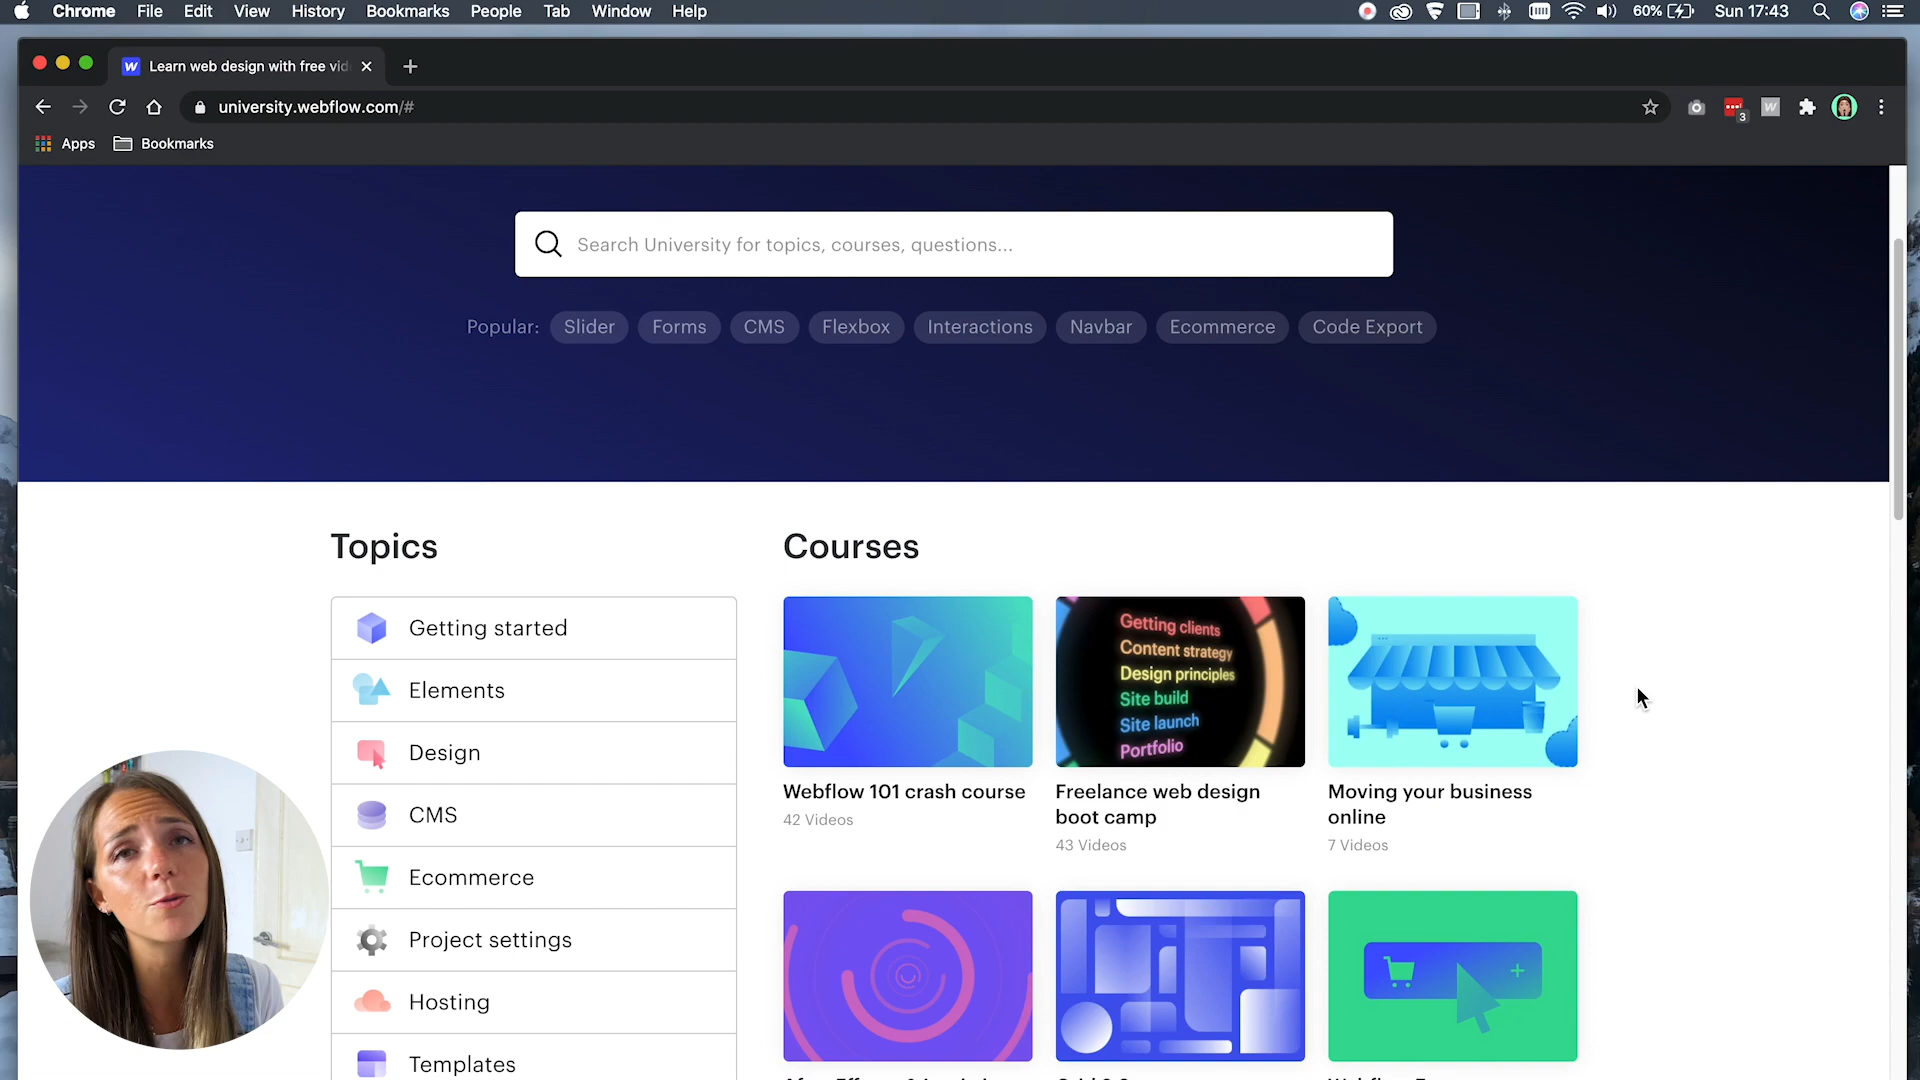 Chrome File Edit View History Bookmarks People Tab Window Help
60% Sun 17:43
W Learn web design with free vid
university.webflow.com/#
3 W
Apps Bookmarks
Search University for topics, courses, questions...
Popular: Slider Forms CMS Flexbox Interactions Navbar Ecommerce Code Export
Topics
Getting started
Elements
Design
CMS
Ecommerce
Project settings
Hosting
Templates
Courses
Getting clients
Content strategy
Design principles
Site build
Site launch
Portfolio
Webflow 101 crash course
42 Videos
Freelance web design
boot camp
43 Videos
Moving your business
online
7 Videos